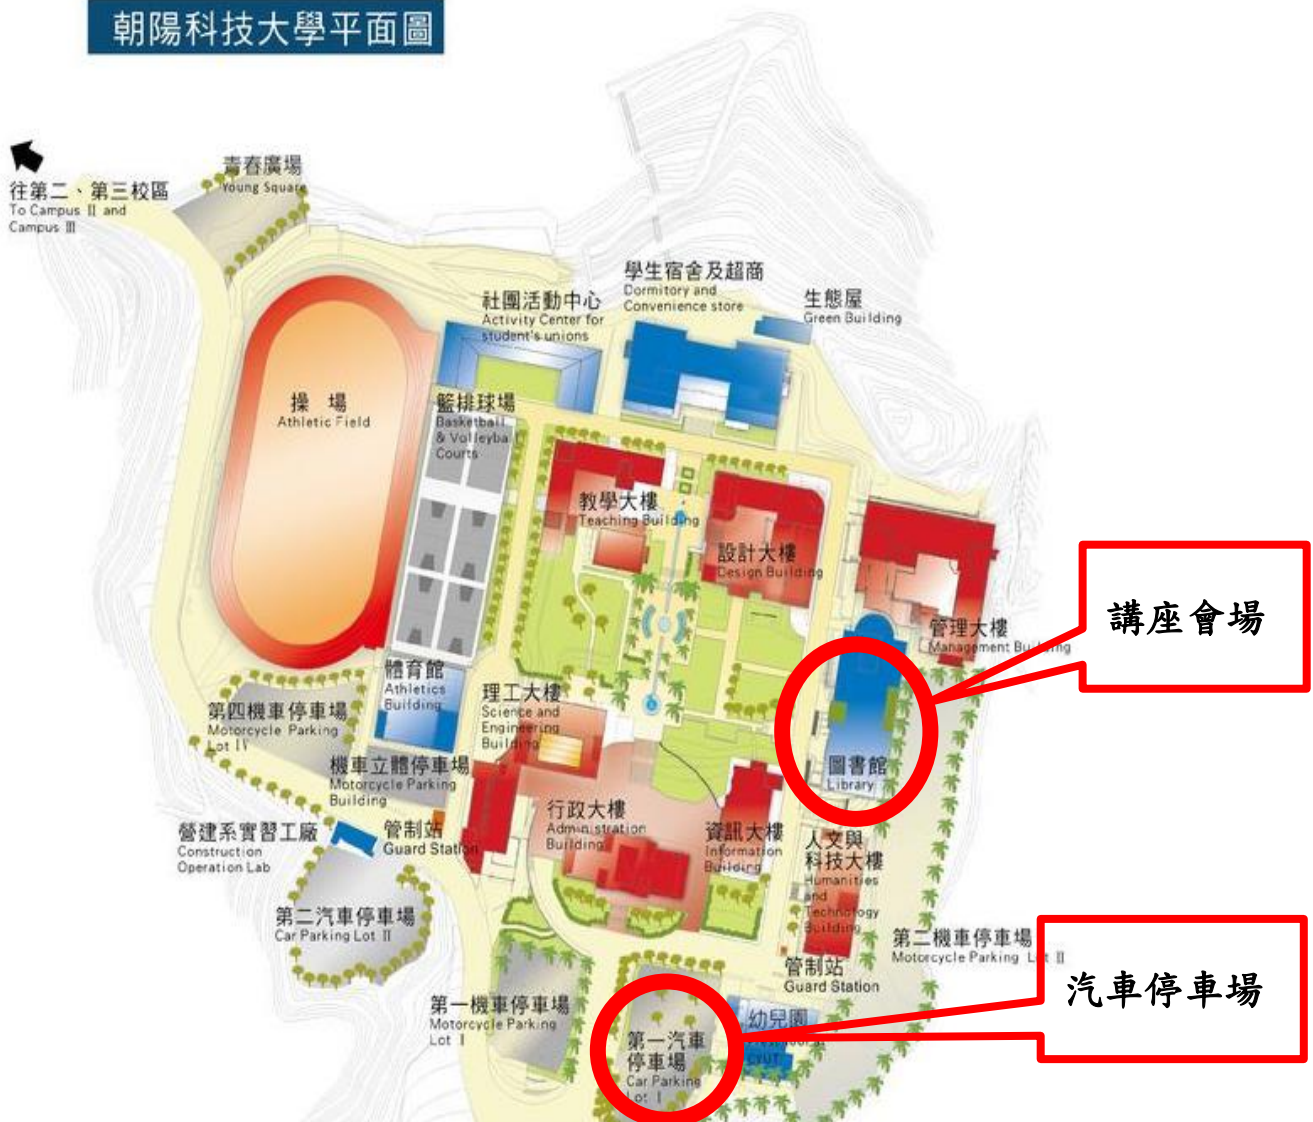 朝陽科技大學平面圖
青春廣場
Young Square
往第二、第三校區
To Campus II and
Campus III
學生宿舍及超商
Dormitory and
Convenience store
社團活動中心
Activity Center for
student's unions
生態屋
Green Building
操 場
Athletic Field
籃排球場
Basketball
& Volleyba
Courts
教學大樓
Teaching Building
設計大樓
Design Building
講座會場
管理大樓
Management Building
體育館
Athletics
Building
理工大樓
Science and
Engineering
Building
第四機車停車場
Motorcycle Parking
Lot IV
機車立體停車場
Motorcycle Parking
Building
圖書館
Library
行政大樓
Administration
Building
資訊大樓
Information
Building
人文與
科技大樓
Humanities
and
Technology
Building
營建系實習工廠
Construction
Operation Lab
管制站
Guard Station
第二汽車停車場
Car Parking Lot II
第二機車停車場
Motorcycle Parking Lot II
管制站
Guard Station
汽車停車場
第一機車停車場
Motorcycle Parking
Lot I
幼兒園
CYUT
第一汽車
停車場
Car Parking
Lot I